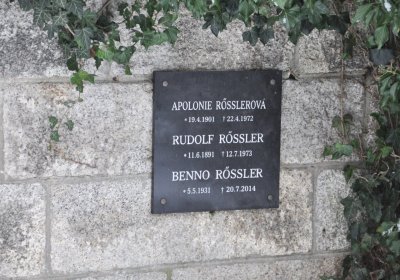 APOLONIE RÖSSLEROVÁ
*19.4.1901 †22.4.1972
RUDOLF RÖSSLER
*11.6.1891 †12.7.1973
BENNO RÖSSLER
*5.5.1931 †20.7.2014